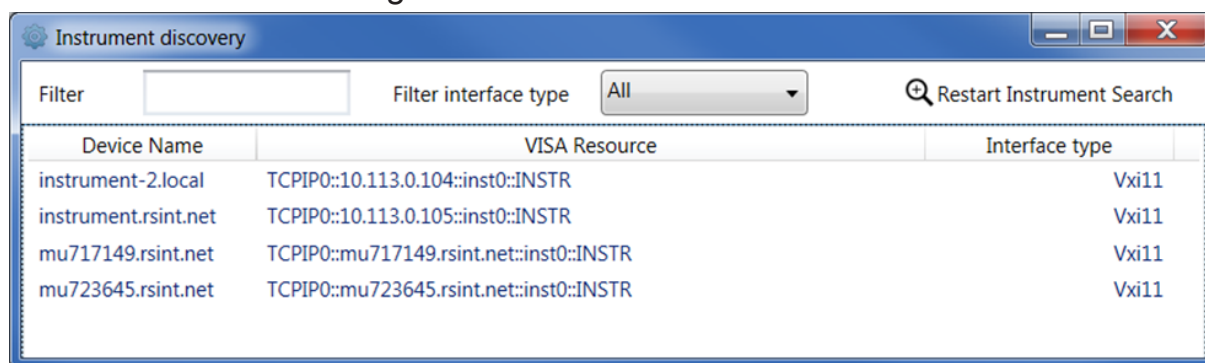 Instrument discovery
Filter Filter interface type All Restart Instrument Search
Device Name VISA Resource Interface type
instrument-2.local TCPIP0::10.113.0.104::inst0::INSTR Vxi11
instrument.rsint.net TCPIP0::10.113.0.105::inst0::INSTR Vxi11
mu717149.rsint.net TCPIP0::mu717149.rsint.net::inst0::INSTR Vxi11
mu723645.rsint.net TCPIP0::mu723645.rsint.net::inst0::INSTR Vxi11